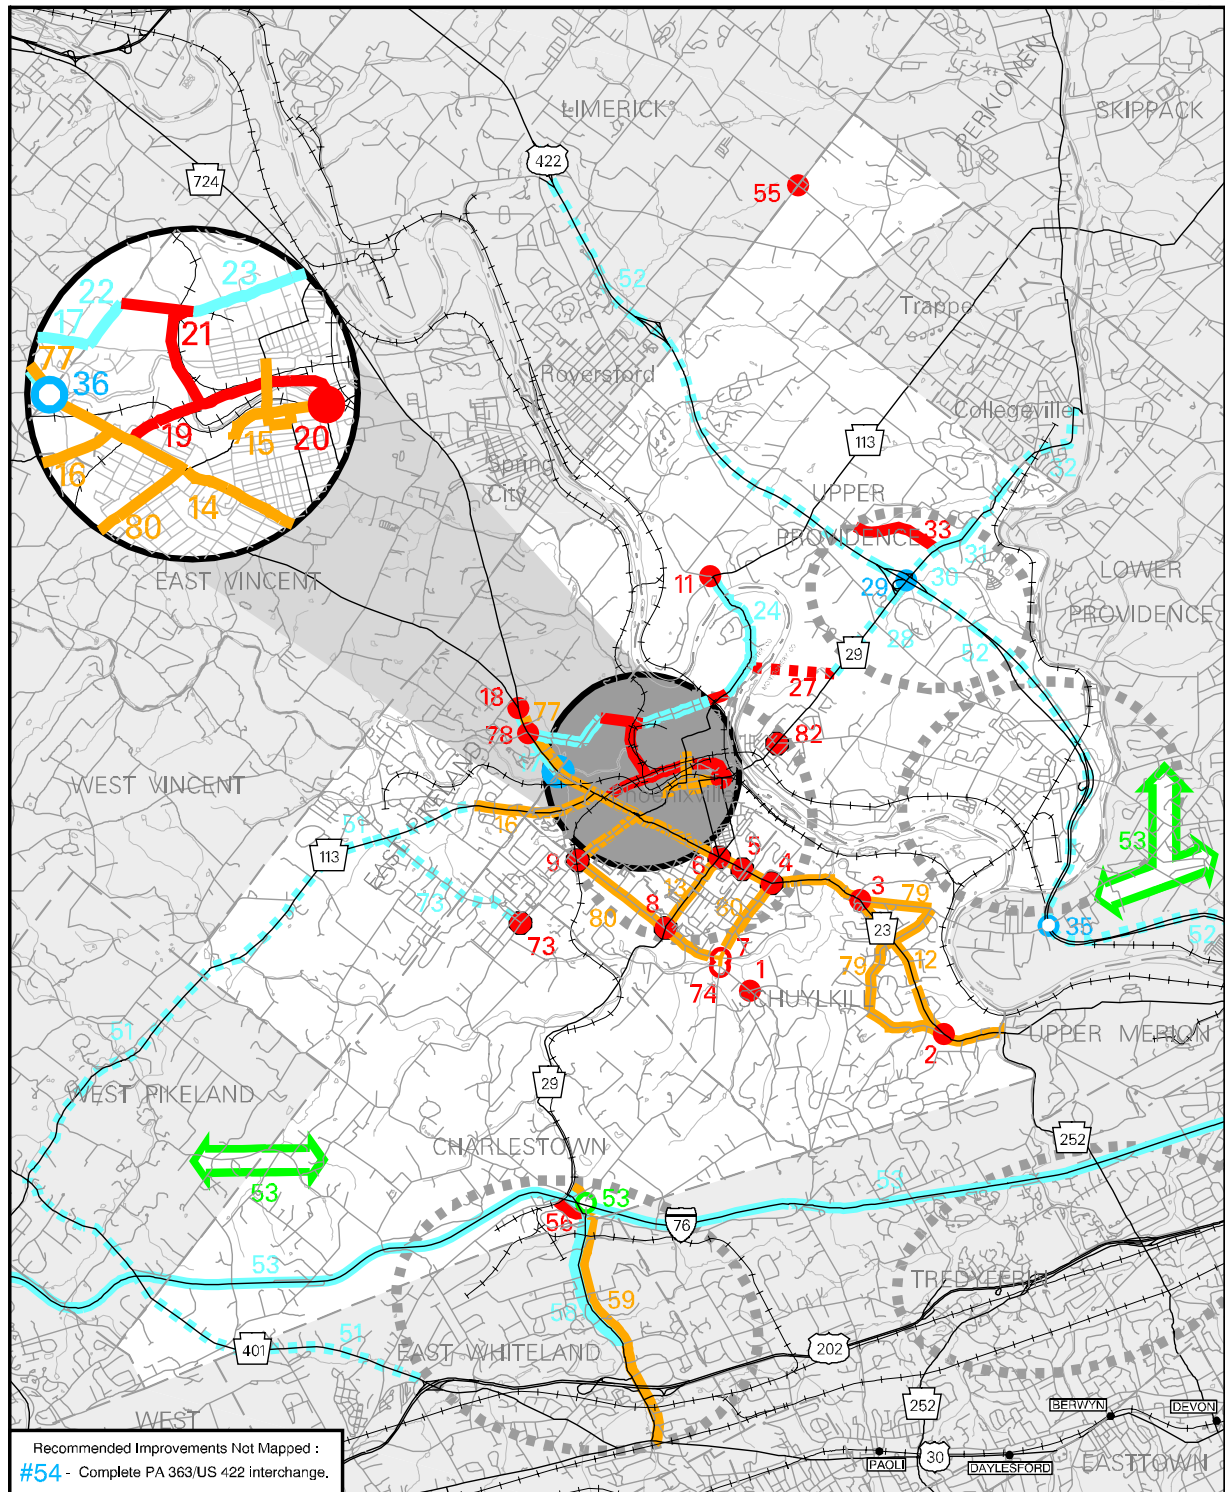 LIMERICK
PERKIOMEN
SKIPPACK
422
724
55
52
Trappe
23
22
17
21
77
36
19
20
15
16
14
80
Royersford
Collegeville
113
32
Spring
City
UPPER
PROVIDENCE
33
31
30
29
LOWER
PROVIDENCE
EAST VINCENT
11
24
28
29
52
27
18
77
78
82
WEST VINCENT
Phoenixville
16
51
113
53
9
6
5
4
3
79
73
13
80
8
80
23
35
52
73
7
12
79
1
74
SCHUYLKILL
2
UPPER MERION
51
29
WEST PIKELAND
252
CHARLESTOWN
53
53
53
56
76
53
TREDYFFRIN
58
59
51
401
EAST WHITELAND
202
252
BERWYN
DEVON
WEST
PAOLI
30
DAYLESFORD
EASTTOWN
Recommended Improvements Not Mapped :
#54 - Complete PA 363/US 422 interchange.